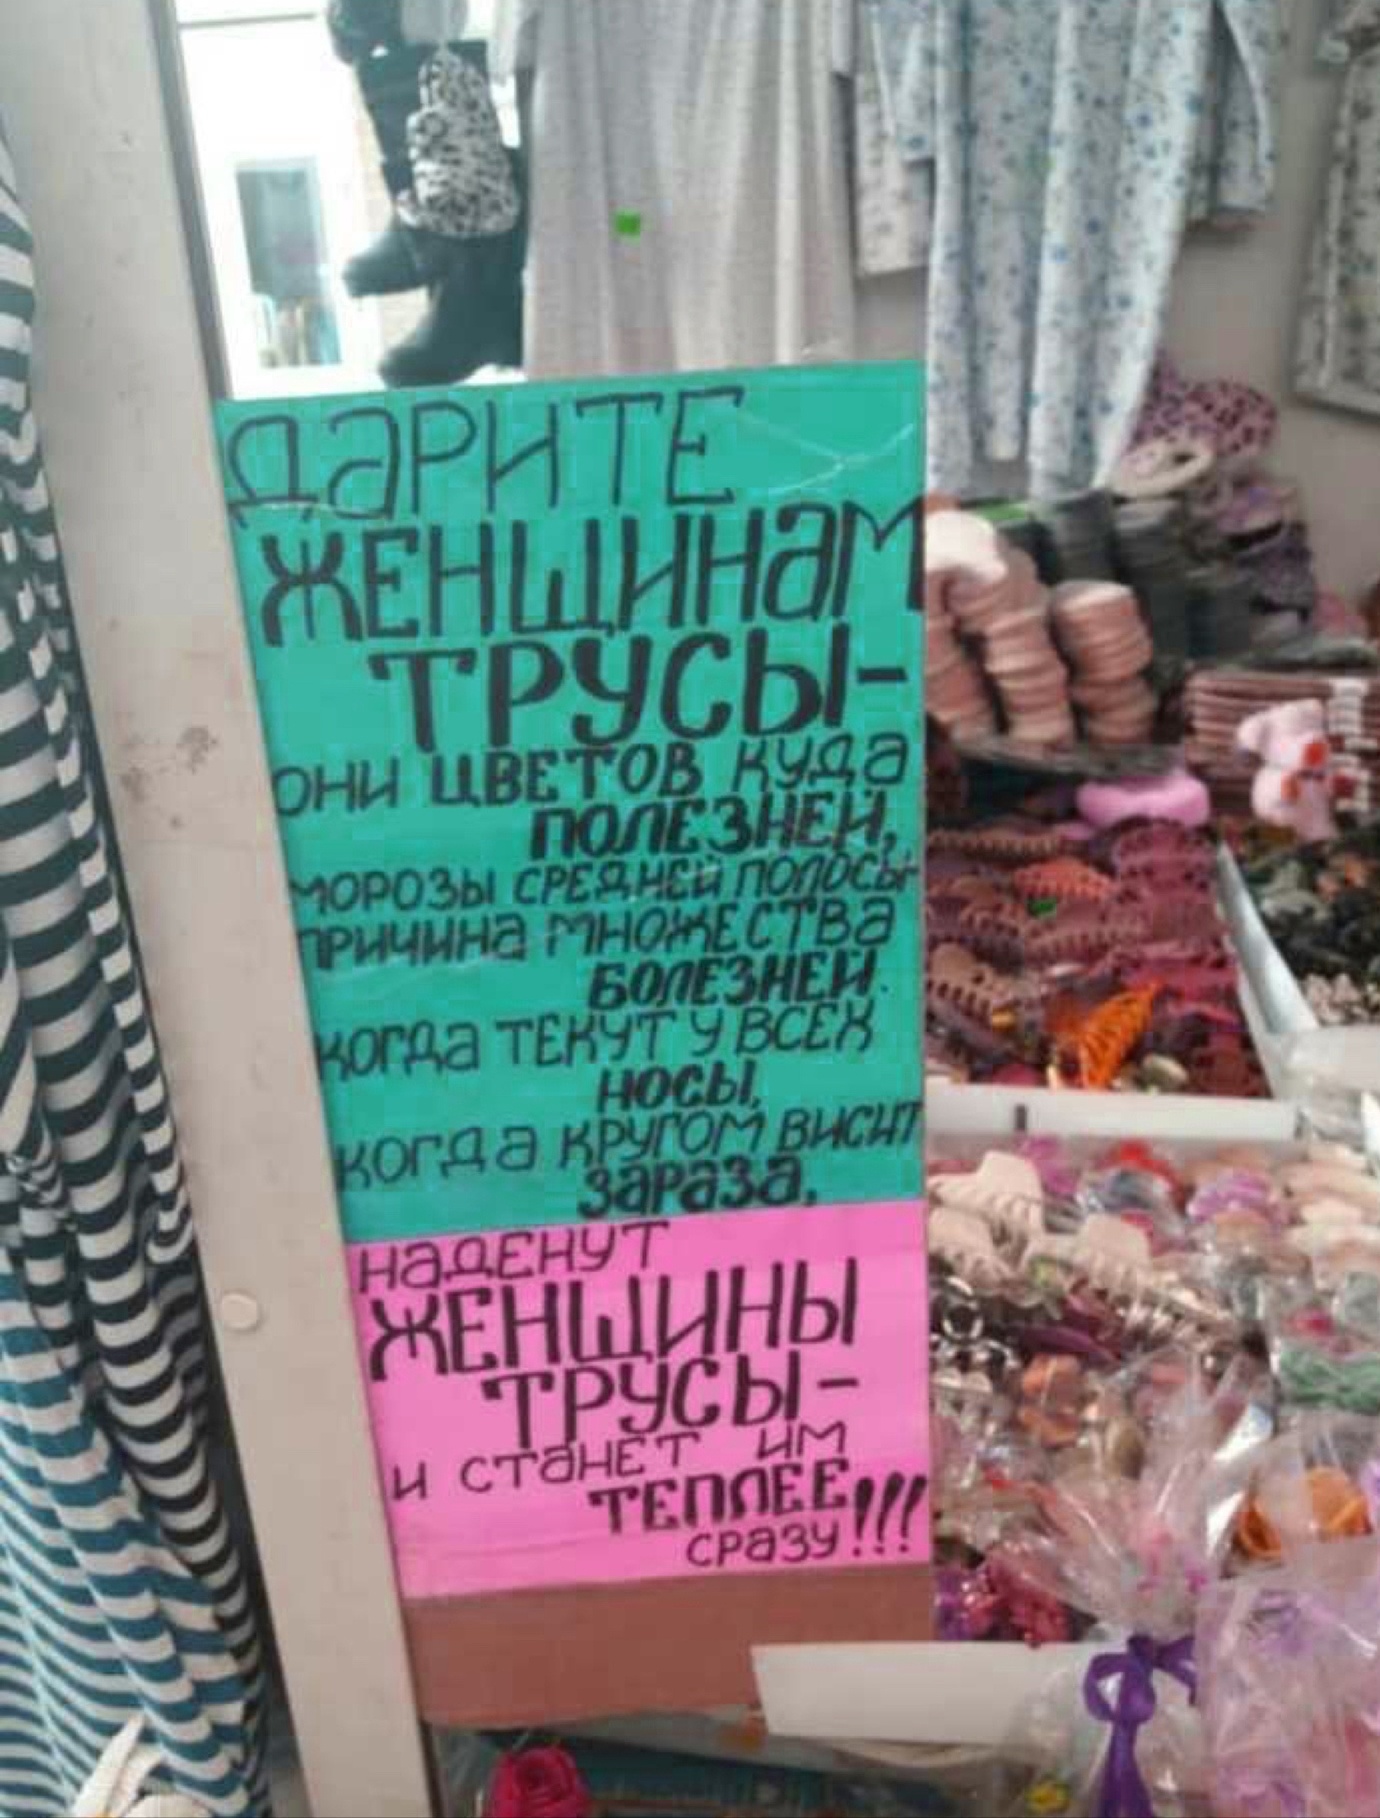 ДАРИТЕ
ЖЕНЩИНАМ
ТРУСЫ-
ОНИ ЦВЕТОВ КУДА
ПОЛЕЗНЕЙ,
МОРОЗЫ СРЕДНЕЙ ПОЛОСЫ-
ПРИЧИНА МНОЖЕСТВА
БОЛЕЗНЕЙ.
КОГДА ТЕКУТ У ВСЕХ
НОСЫ,
КОГДА КРУГОМ ВИСИТ
ЗАРАЗА,
НАДЕНУТ
ЖЕНЩИНЫ
ТРУСЫ-
И СТАНЕТ ИМ
ТЕПЛЕЕ
СРАЗУ!!!